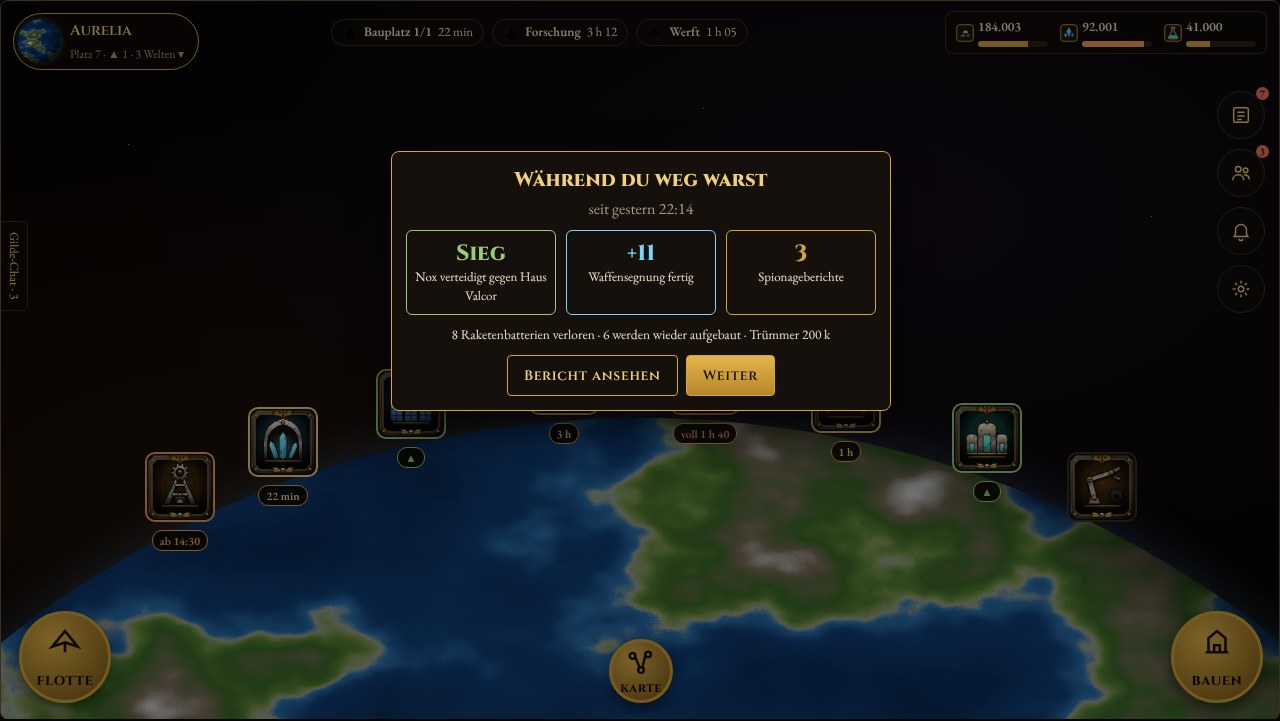 Aurelia
Platz 7 · ▲ 1 · 3 Welten ▾
Bauplatz 1/1 22 min
Forschung 3 h 12
Werft 1 h 05
184.003
92.001
41.000
7
3
Gilde-Chat · 3
Während du weg warst
seit gestern 22:14
Sieg
Nox verteidigt gegen Haus
Valcor
+11
Waffensegnung fertig
3
Spionageberichte
8 Raketenbatterien verloren · 6 werden wieder aufgebaut · Trümmer 200 k
Bericht ansehen
Weiter
ab 14:30
22 min
▲
3 h
voll 1 h 40
1 h
▲
FLOTTE
KARTE
BAUEN